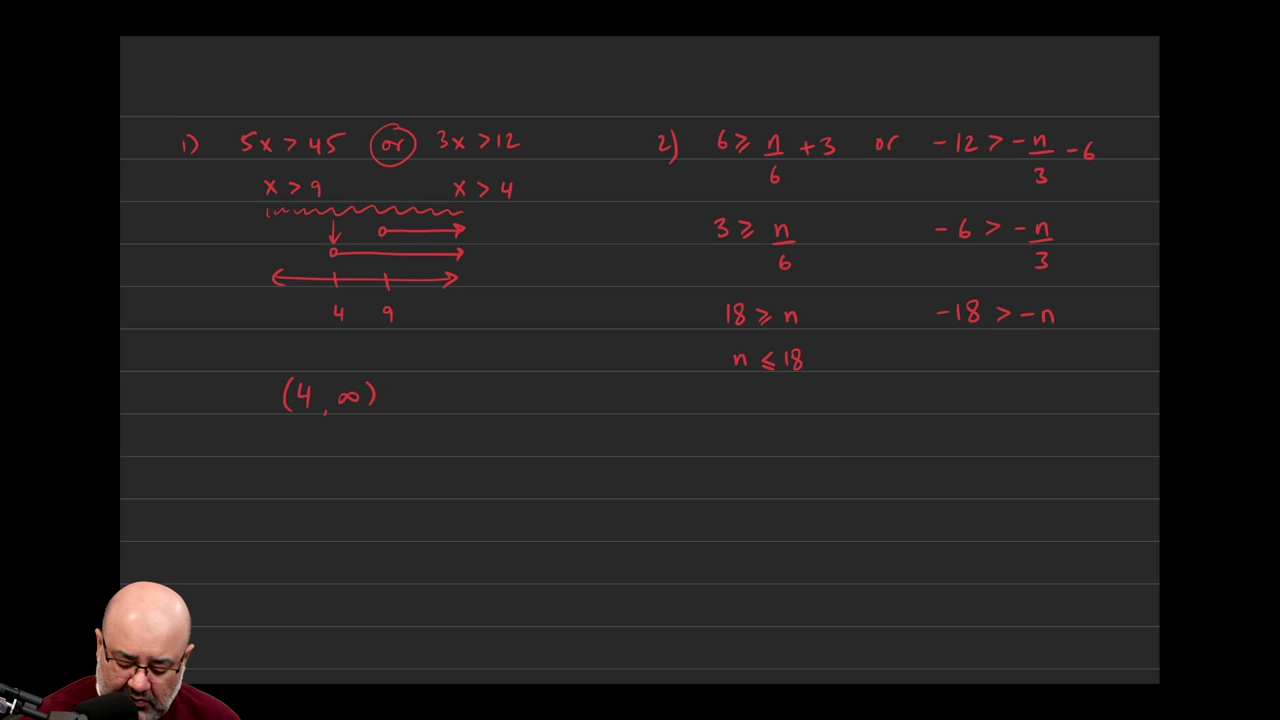 1) 5x > 45 or 3x > 12
x > 9 x > 4
4 9
(4, ∞)
2) 6 ⩾ n/6 + 3 or -12 > -n/3 - 6
3 ⩾ n/6 -6 > -n/3
18 ⩾ n -18 > -n
n ⩽ 18